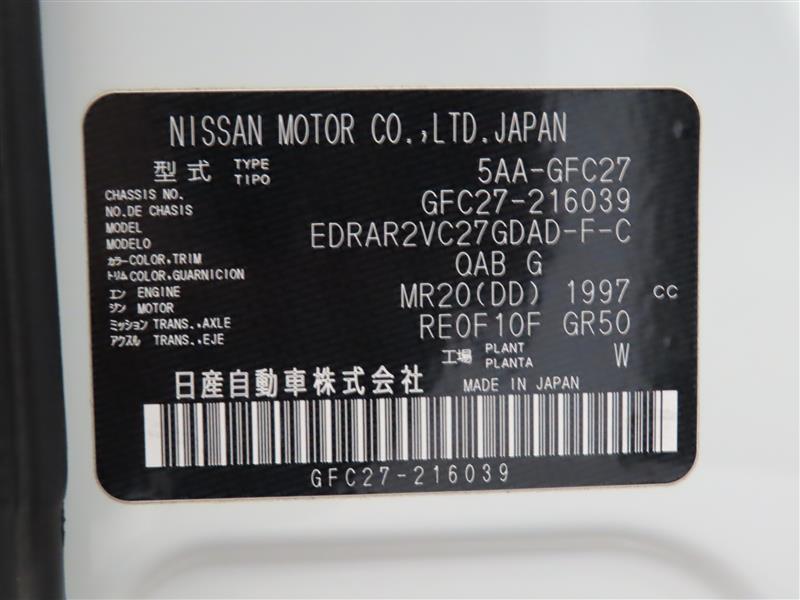 NISSAN MOTOR CO.,LTD.JAPAN
型式 TYPE TIPO 5AA-GFC27
CHASSIS NO. NO.DE CHASIS GFC27-216039
MODEL MODELO EDRAR2VC27GDAD-F-C
カラー COLOR,TRIM トリム COLOR,GUARNICION QAB G
エンジン ENGINE MOTOR MR20(DD) 1997 CC
ミッション TRANS.,AXLE アクスル TRANS.,EJE RE0F10F GR50
工場 PLANT PLANTA W
日産自動車株式会社 MADE IN JAPAN
GFC27-216039